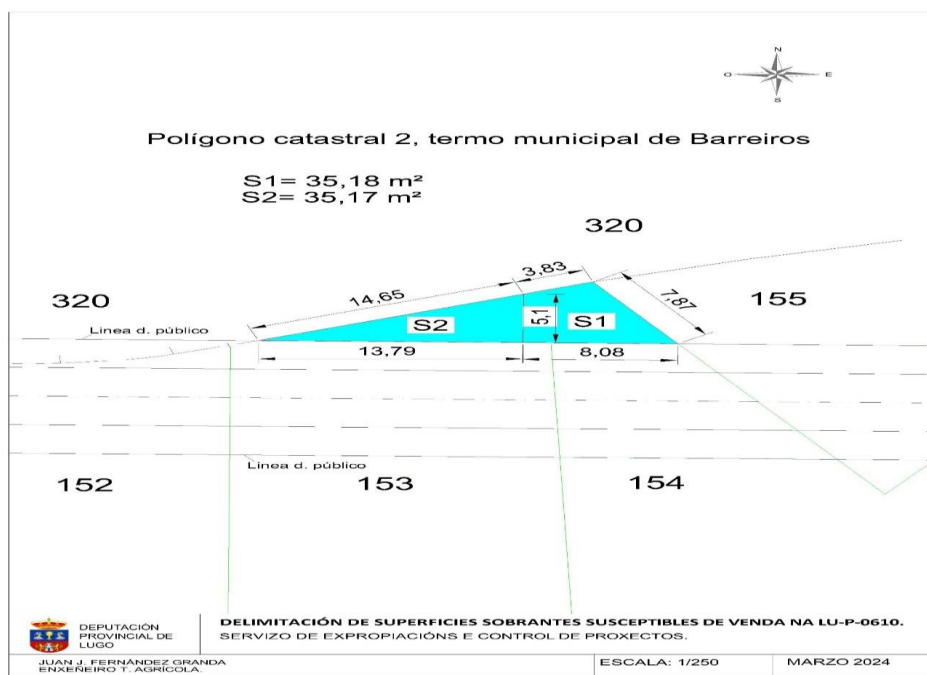 N
O E
S
Polígono catastral 2, termo municipal de Barreiros
S1= 35,18 m²
S2= 35,17 m²
320
3,83
14,65
7,87
320
155
Linea d. público
S2
5,1
S1
13,79
8,08
Linea d. público
152
153
154
DEPUTACIÓN
PROVINCIAL DE
LUGO
DELIMITACIÓN DE SUPERFICIES SOBRANTES SUSCEPTIBLES DE VENDA NA LU-P-0610.
SERVIZO DE EXPROPIACIÓNS E CONTROL DE PROXECTOS.
JUAN J. FERNÁNDEZ GRANDA
ENXEÑEIRO T. AGRÍCOLA.
ESCALA: 1/250
MARZO 2024